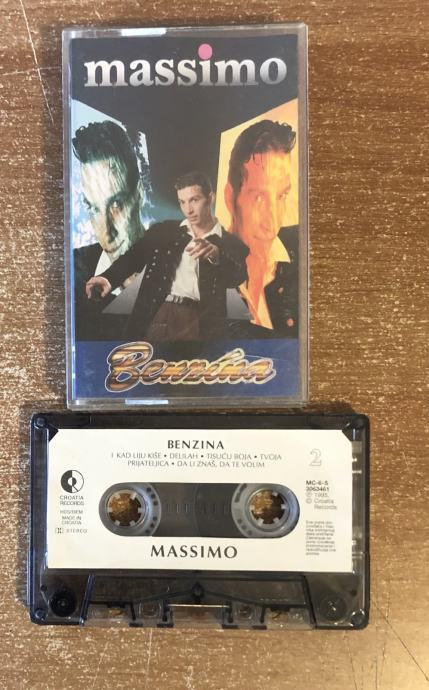 massimo
Benzina
BENZINA
I KAD LIJU KIŠE • DELILAH • TISUĆU BOJA • TVOJA
PRIJATELJICA • DA LI ZNAŠ, DA TE VOLIM
2
CROATIA
RECORDS
MADE IN
CROATIA
STEREO
MC-6-S
3063461
℗ 1995.
© Croatia
Records
MASSIMO